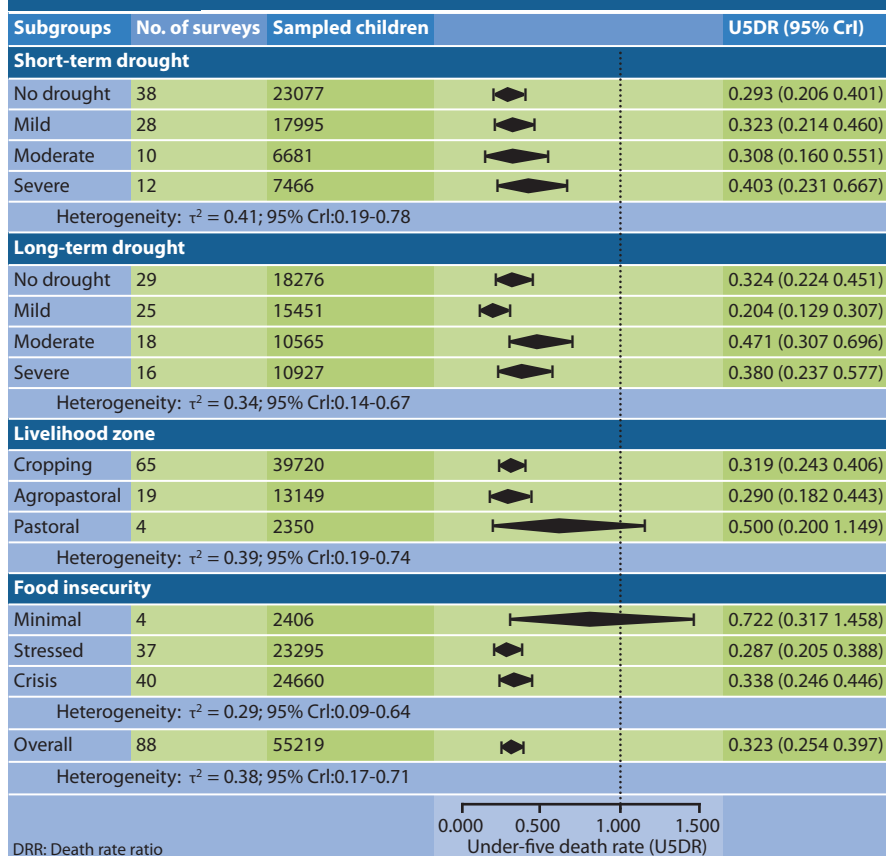 Subgroups No. of surveys Sampled children U5DR (95% CrI)
Short-term drought
No drought 38 23077 0.293 (0.206 0.401)
Mild 28 17995 0.323 (0.214 0.460)
Moderate 10 6681 0.308 (0.160 0.551)
Severe 12 7466 0.403 (0.231 0.667)
Heterogeneity: τ² = 0.41; 95% CrI:0.19-0.78
Long-term drought
No drought 29 18276 0.324 (0.224 0.451)
Mild 25 15451 0.204 (0.129 0.307)
Moderate 18 10565 0.471 (0.307 0.696)
Severe 16 10927 0.380 (0.237 0.577)
Heterogeneity: τ² = 0.34; 95% CrI:0.14-0.67
Livelihood zone
Cropping 65 39720 0.319 (0.243 0.406)
Agropastoral 19 13149 0.290 (0.182 0.443)
Pastoral 4 2350 0.500 (0.200 1.149)
Heterogeneity: τ² = 0.39; 95% CrI:0.19-0.74
Food insecurity
Minimal 4 2406 0.722 (0.317 1.458)
Stressed 37 23295 0.287 (0.205 0.388)
Crisis 40 24660 0.338 (0.246 0.446)
Heterogeneity: τ² = 0.29; 95% CrI:0.09-0.64
Overall 88 55219 0.323 (0.254 0.397)
Heterogeneity: τ² = 0.38; 95% CrI:0.17-0.71
0.000 0.500 1.000 1.500
Under-five death rate (U5DR)
DRR: Death rate ratio